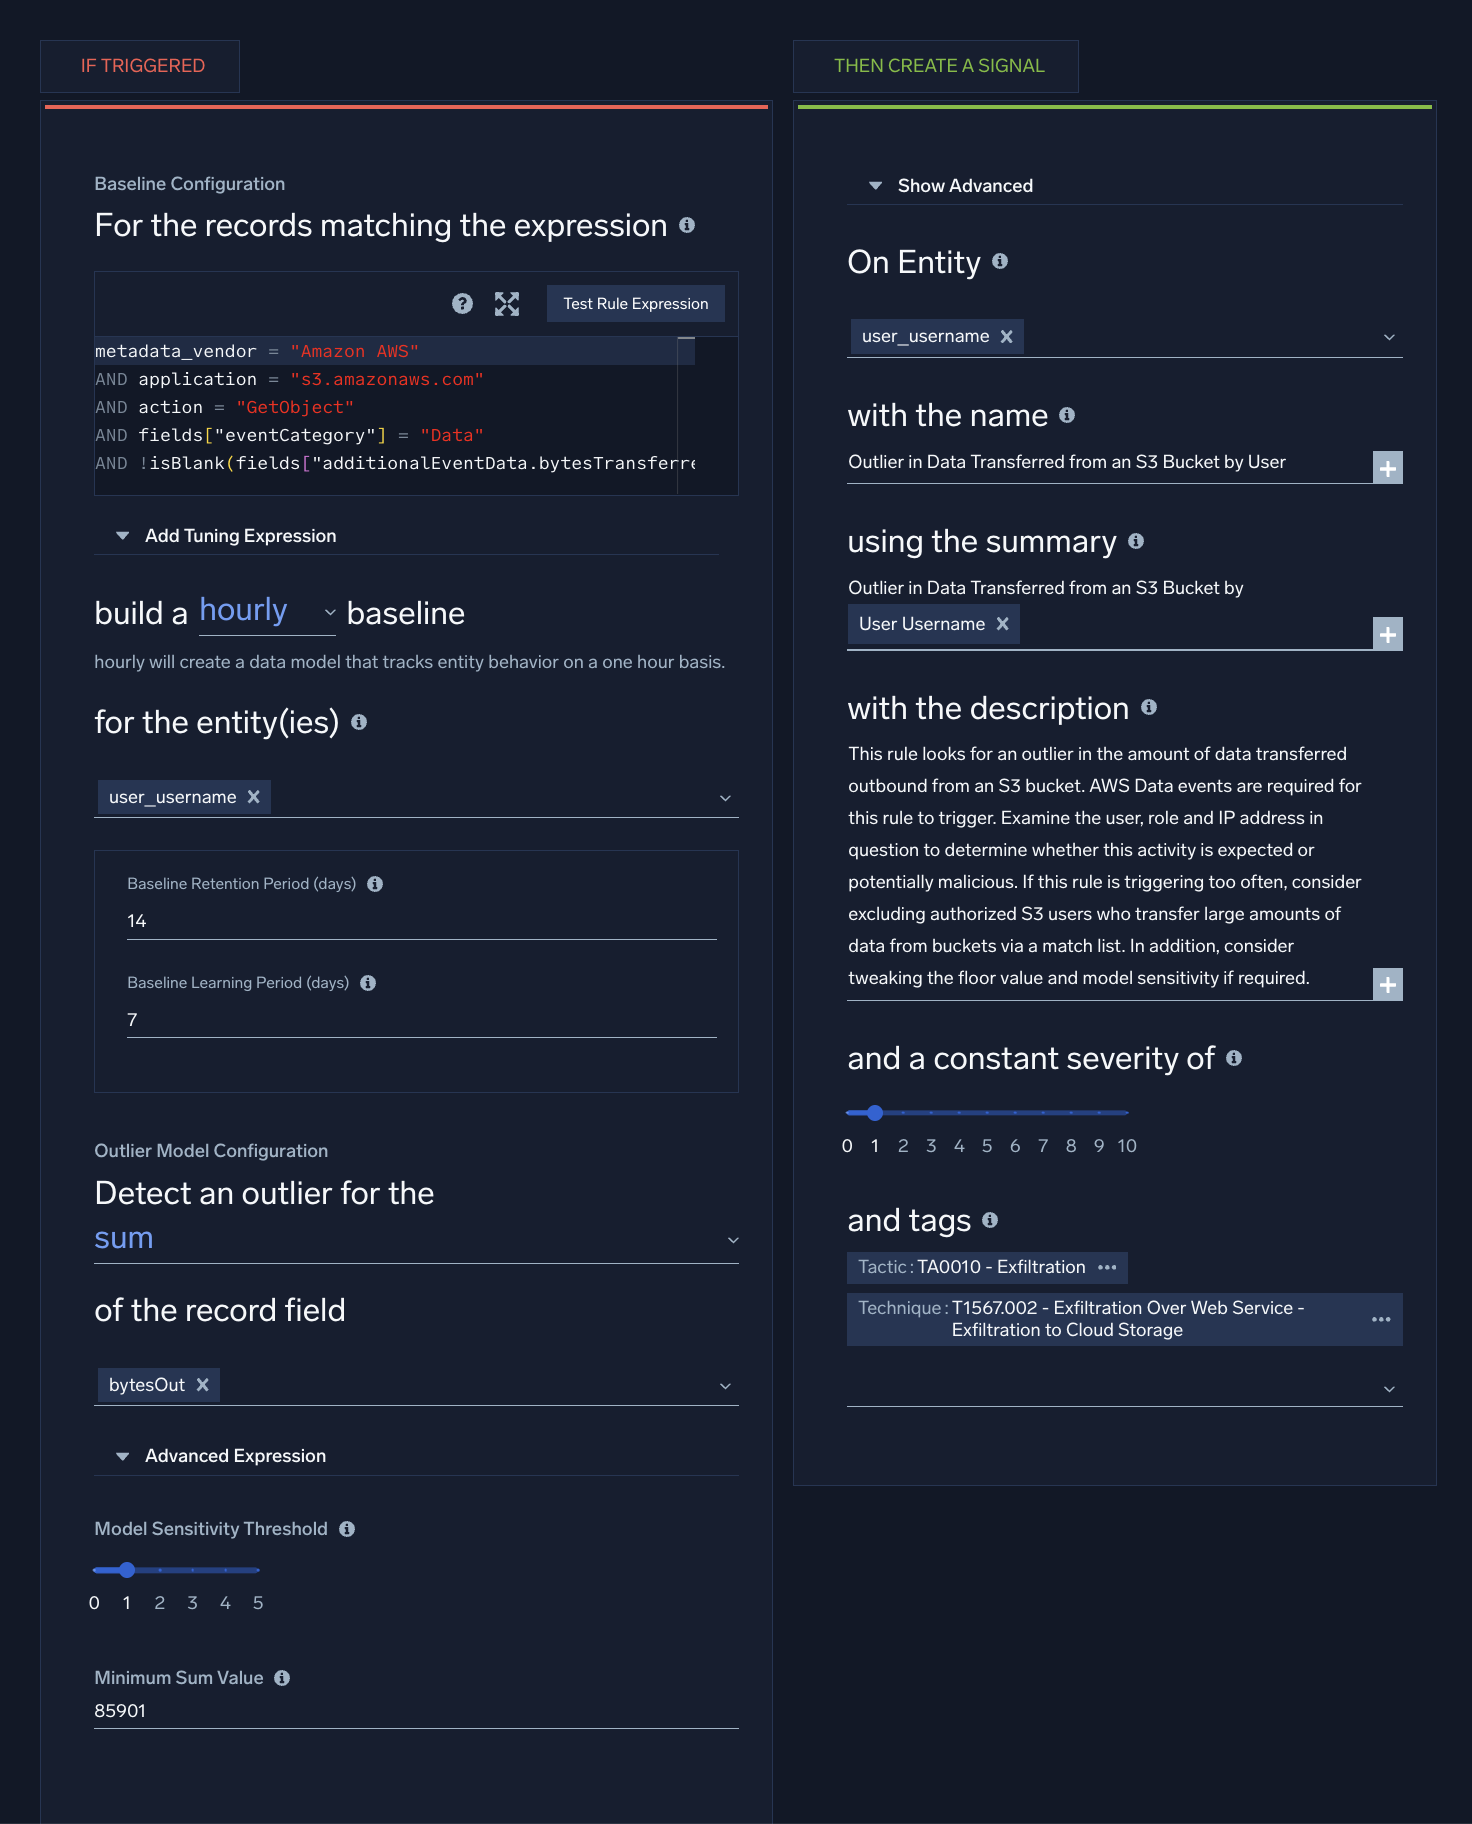 IF TRIGGERED
Baseline Configuration
For the records matching the expression
Test Rule Expression
metadata_vendor = "Amazon AWS"
AND application = "s3.amazonaws.com"
AND action = "GetObject"
AND fields["eventCategory"] = "Data"
AND !isBlank(fields["additionalEventData.bytesTransferre
Add Tuning Expression
build a hourly baseline
hourly will create a data model that tracks entity behavior on a one hour basis.
for the entity(ies)
user_username
Baseline Retention Period (days)
14
Baseline Learning Period (days)
7
Outlier Model Configuration
Detect an outlier for the
sum
of the record field
bytesOut
Advanced Expression
Model Sensitivity Threshold
0 1 2 3 4 5
Minimum Sum Value
85901
THEN CREATE A SIGNAL
Show Advanced
On Entity
user_username
with the name
Outlier in Data Transferred from an S3 Bucket by User
using the summary
Outlier in Data Transferred from an S3 Bucket by
User Username
with the description
This rule looks for an outlier in the amount of data transferred
outbound from an S3 bucket. AWS Data events are required for
this rule to trigger. Examine the user, role and IP address in
question to determine whether this activity is expected or
potentially malicious. If this rule is triggering too often, consider
excluding authorized S3 users who transfer large amounts of
data from buckets via a match list. In addition, consider
tweaking the floor value and model sensitivity if required.
and a constant severity of
0 1 2 3 4 5 6 7 8 9 10
and tags
Tactic : TA0010 - Exfiltration
Technique : T1567.002 - Exfiltration Over Web Service -
Exfiltration to Cloud Storage